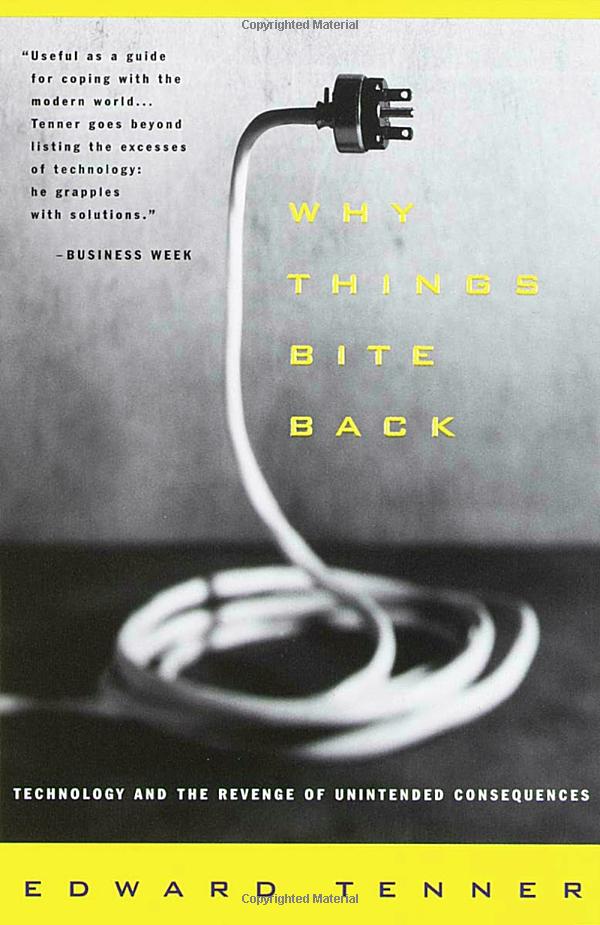 Copyrighted Material
“Useful as a guide
for coping with the
modern world...
Tenner goes beyond
listing the excesses
of technology:
he grapples
with solutions.”
–BUSINESS WEEK
WHY
THINGS
BITE
BACK
TECHNOLOGY AND THE REVENGE OF UNINTENDED CONSEQUENCES
EDWARD TENNER
Copyrighted Material